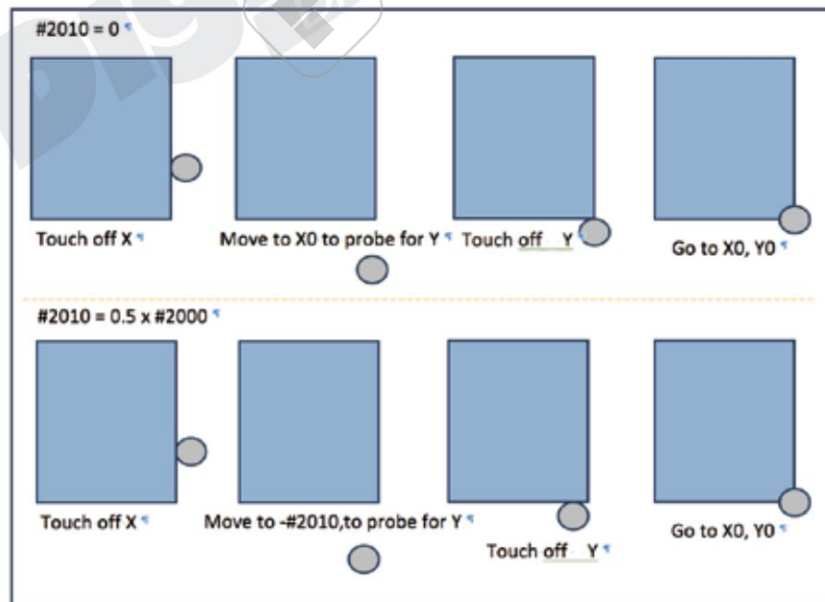 #2010 = 0
Touch off X
Move to X0 to probe for Y
Touch off Y
Go to X0, Y0
#2010 = 0.5 x #2000
Touch off X
Move to -#2010,to probe for Y
Touch off Y
Go to X0, Y0